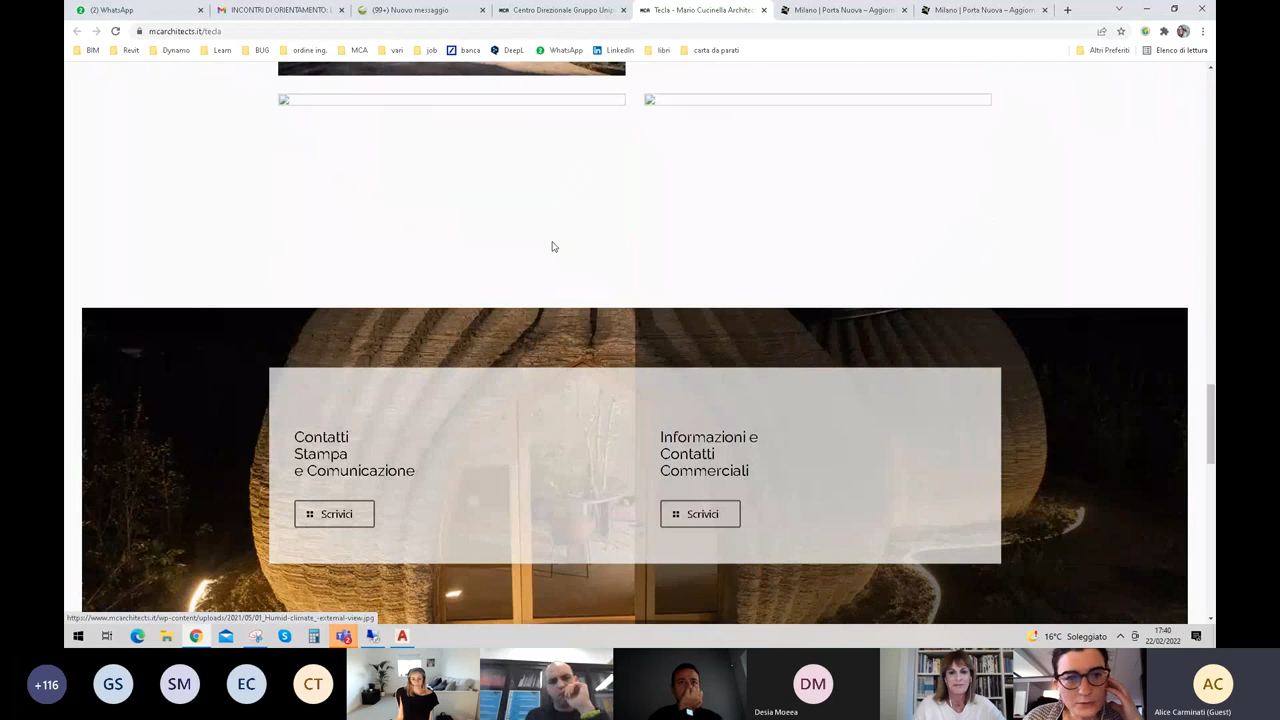 (2) WhatsApp
INCONTRI DI ORIENTAMENTO: I
(99+) Nuovo messaggio
MCA Centro Direzionale Gruppo Unip
MCA Tecla - Mario Cucinella Archite
Milano | Porta Nuova – Aggiorn
Milano | Porta Nuova – Aggiorn
mcarchitects.it/tecla
BIM
Revit
Dynamo
Learn
BUG
ordine ing.
MCA
vari
job
banca
DeepL
WhatsApp
LinkedIn
libri
carta da parati
Altri Preferiti
Elenco di lettura
Contatti
Stampa
e Comunicazione
Scrivici
Informazioni e
Contatti
Commerciali
Scrivici
https://www.mcarchitects.it/wp-content/uploads/2021/05/01_Humid-climate_-external-view.jpg
16°C Soleggiato
17:40
22/02/2022
+116
GS
SM
EC
CT
DM
Desia Moeea
AC
Alice Carminati (Guest)